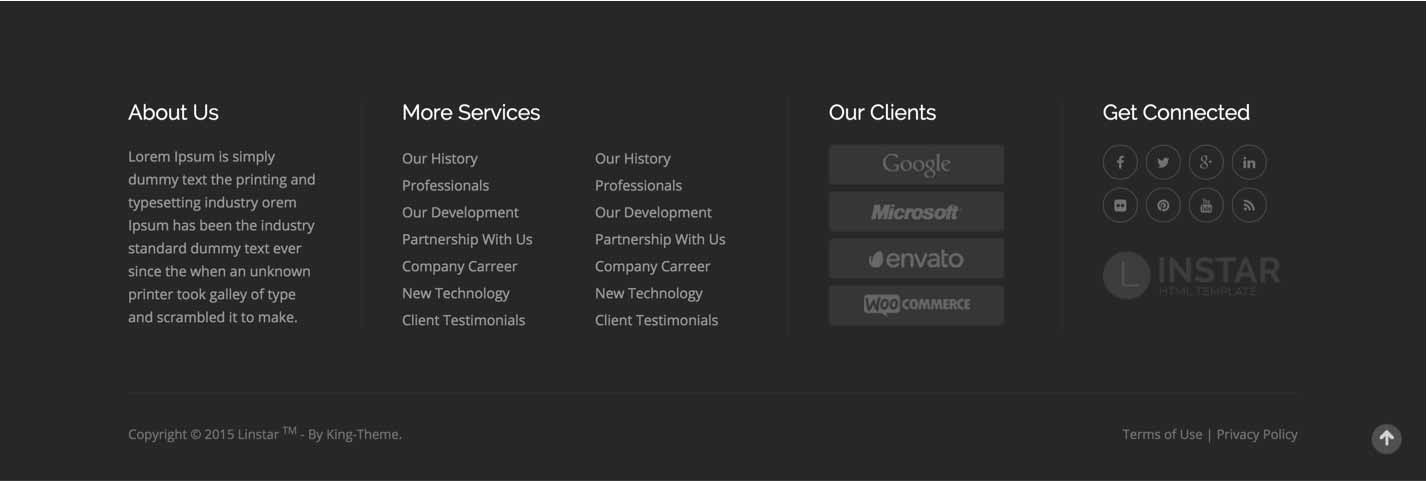 About Us
Lorem Ipsum is simply
dummy text the printing and
typesetting industry orem
Ipsum has been the industry
standard dummy text ever
since the when an unknown
printer took galley of type
and scrambled it to make.
More Services
Our History
Professionals
Our Development
Partnership With Us
Company Carreer
New Technology
Client Testimonials
Our History
Professionals
Our Development
Partnership With Us
Company Carreer
New Technology
Client Testimonials
Our Clients
Google
Microsoft
envato
WOO COMMERCE
Get Connected
LINSTAR
HTML TEMPLATE
Copyright © 2015 Linstar TM - By King-Theme.
Terms of Use | Privacy Policy